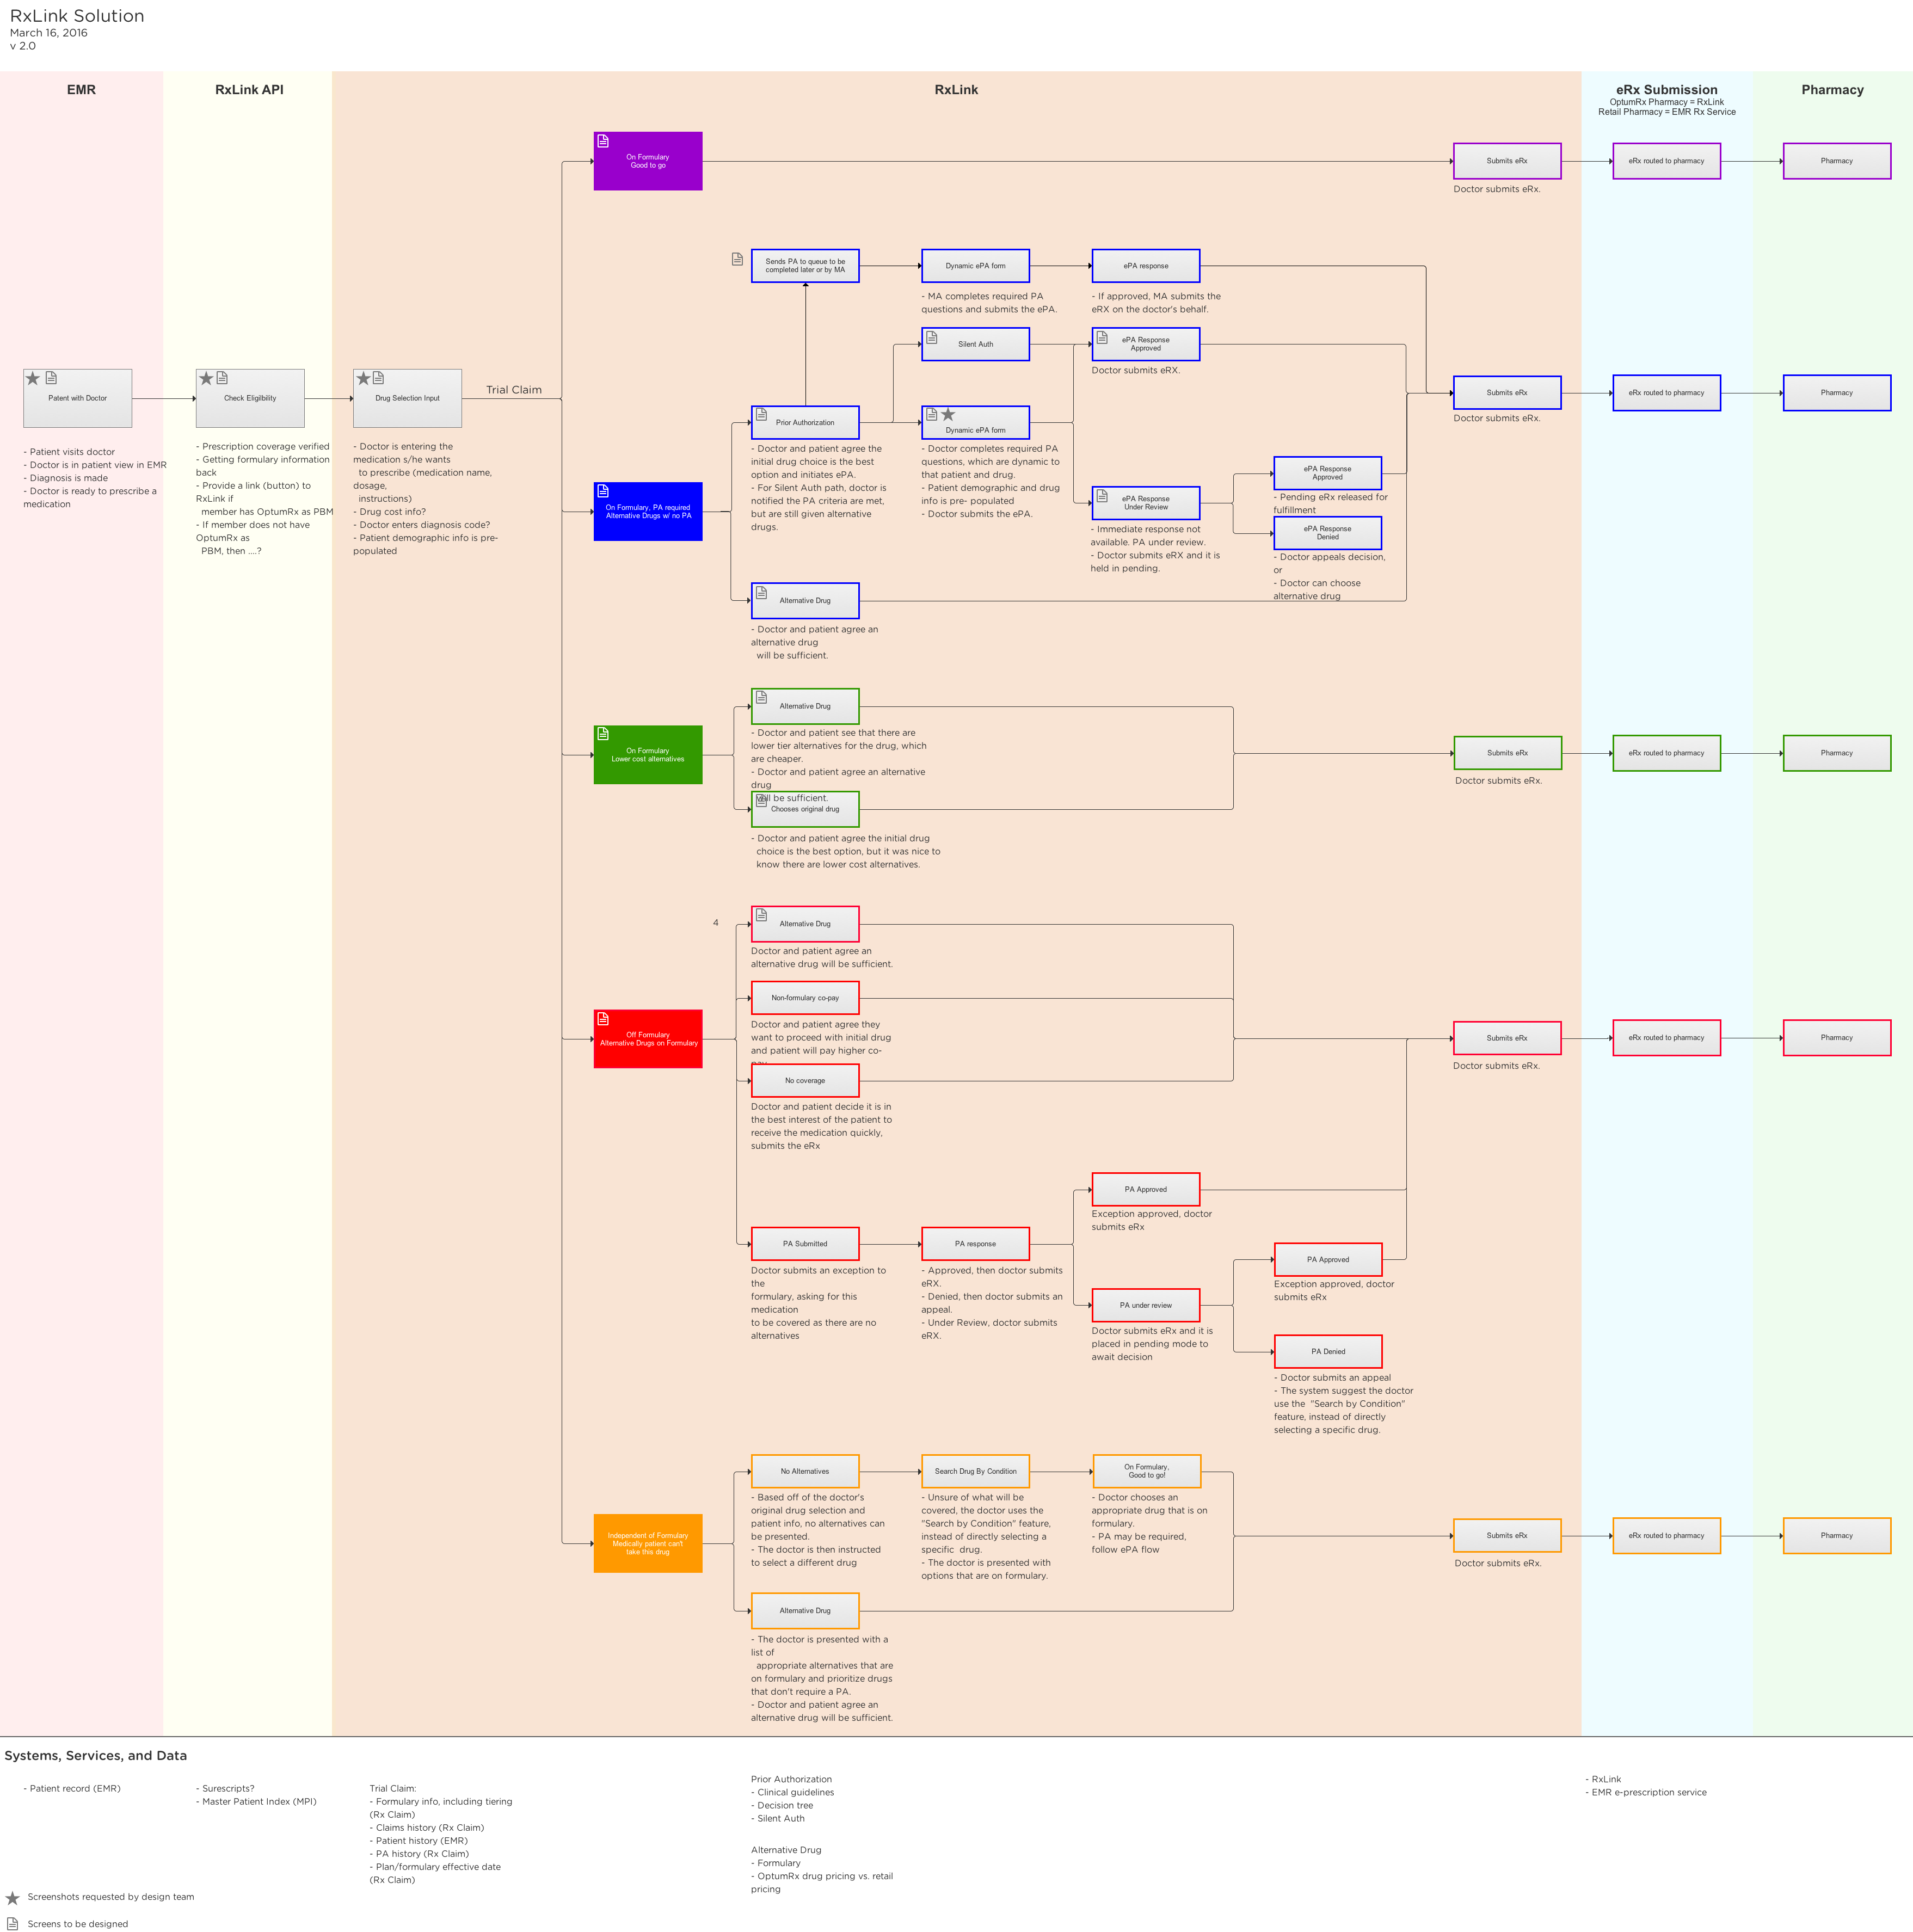 RxLink Solution
March 16, 2016
v 2.0
EMR
RxLink API
RxLink
eRx Submission
OptumRx Pharmacy = RxLink
Retail Pharmacy = EMR Rx Service
Pharmacy
On Formulary
Good to go
Submits eRx
Doctor submits eRx.
eRx routed to pharmacy
Pharmacy
Sends PA to queue to be
completed later or by MA
Dynamic ePA form
- MA completes required PA
questions and submits the ePA.
ePA response
- If approved, MA submits the
eRX on the doctor's behalf.
Silent Auth
ePA Response
Approved
Doctor submits eRX.
Patent with Doctor
- Patient visits doctor
- Doctor is in patient view in EMR
- Diagnosis is made
- Doctor is ready to prescribe a
medication
Check Eligilbility
- Prescription coverage verified
- Getting formulary information
back
- Provide a link (button) to
RxLink if
member has OptumRx as PBM
- If member does not have
OptumRx as
PBM, then ....?
Drug Selection Input
- Doctor is entering the
medication s/he wants
to prescribe (medication name,
dosage,
instructions)
- Drug cost info?
- Doctor enters diagnosis code?
- Patient demographic info is pre-
populated
Trial Claim
On Formulary, PA required
Alternative Drugs w/ no PA
Prior Authorization
- Doctor and patient agree the
initial drug choice is the best
option and initiates ePA.
- For Silent Auth path, doctor is
notified the PA criteria are met,
but are still given alternative
drugs.
Dynamic ePA form
- Doctor completes required PA
questions, which are dynamic to
that patient and drug.
- Patient demographic and drug
info is pre- populated
- Doctor submits the ePA.
ePA Response
Under Review
- Immediate response not
available. PA under review.
- Doctor submits eRX and it is
held in pending.
ePA Response
Approved
- Pending eRx released for
fulfillment
ePA Response
Denied
- Doctor appeals decision,
or
- Doctor can choose
alternative drug
Submits eRx
Doctor submits eRx.
eRx routed to pharmacy
Pharmacy
Alternative Drug
- Doctor and patient agree an
alternative drug
will be sufficient.
On Formulary
Lower cost alternatives
Alternative Drug
- Doctor and patient see that there are
lower tier alternatives for the drug, which
are cheaper.
- Doctor and patient agree an alternative
drug
will be sufficient.
Chooses original drug
- Doctor and patient agree the initial drug
choice is the best option, but it was nice to
know there are lower cost alternatives.
Submits eRx
Doctor submits eRx.
eRx routed to pharmacy
Pharmacy
4
Off Formulary
Alternative Drugs on Formulary
Alternative Drug
Doctor and patient agree an
alternative drug will be sufficient.
Non-formulary co-pay
Doctor and patient agree they
want to proceed with initial drug
and patient will pay higher co-
No coverage
Doctor and patient decide it is in
the best interest of the patient to
receive the medication quickly,
submits the eRx
Submits eRx
Doctor submits eRx.
eRx routed to pharmacy
Pharmacy
PA Submitted
Doctor submits an exception to
the
formulary, asking for this
medication
to be covered as there are no
alternatives
PA response
- Approved, then doctor submits
eRX.
- Denied, then doctor submits an
appeal.
- Under Review, doctor submits
eRX.
PA Approved
Exception approved, doctor
submits eRx
PA under review
Doctor submits eRx and it is
placed in pending mode to
await decision
PA Approved
Exception approved, doctor
submits eRx
PA Denied
- Doctor submits an appeal
- The system suggest the doctor
use the "Search by Condition"
feature, instead of directly
selecting a specific drug.
Independent of Formulary
Medically patient can't
take this drug
No Alternatives
- Based off of the doctor's
original drug selection and
patient info, no alternatives can
be presented.
- The doctor is then instructed
to select a different drug
Search Drug By Condition
- Unsure of what will be
covered, the doctor uses the
"Search by Condition" feature,
instead of directly selecting a
specific drug.
- The doctor is presented with
options that are on formulary.
On Formulary,
Good to go!
- Doctor chooses an
appropriate drug that is on
formulary.
- PA may be required,
follow ePA flow
Submits eRx
Doctor submits eRx.
eRx routed to pharmacy
Pharmacy
Alternative Drug
- The doctor is presented with a
list of
appropriate alternatives that are
on formulary and prioritize drugs
that don't require a PA.
- Doctor and patient agree an
alternative drug will be sufficient.
Systems, Services, and Data
- Patient record (EMR)
- Surescripts?
- Master Patient Index (MPI)
Trial Claim:
- Formulary info, including tiering
(Rx Claim)
- Claims history (Rx Claim)
- Patient history (EMR)
- PA history (Rx Claim)
- Plan/formulary effective date
(Rx Claim)
Prior Authorization
- Clinical guidelines
- Decision tree
- Silent Auth
Alternative Drug
- Formulary
- OptumRx drug pricing vs. retail
pricing
- RxLink
- EMR e-prescription service
Screenshots requested by design team
Screens to be designed